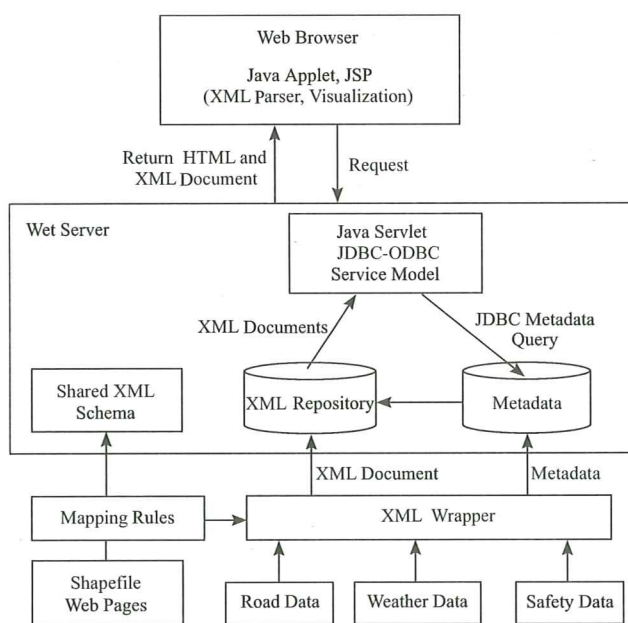 Web Browser
Java Applet, JSP
(XML Parser, Visualization)
Return HTML and
XML Document
Request
Wet Server
Java Servlet
JDBC-ODBC
Service Model
XML Documents
JDBC Metadata
Query
Shared XML
Schema
XML Repository
Metadata
XML Document
Metadata
Mapping Rules
XML Wrapper
Shapefile
Web Pages
Road Data
Weather Data
Safety Data